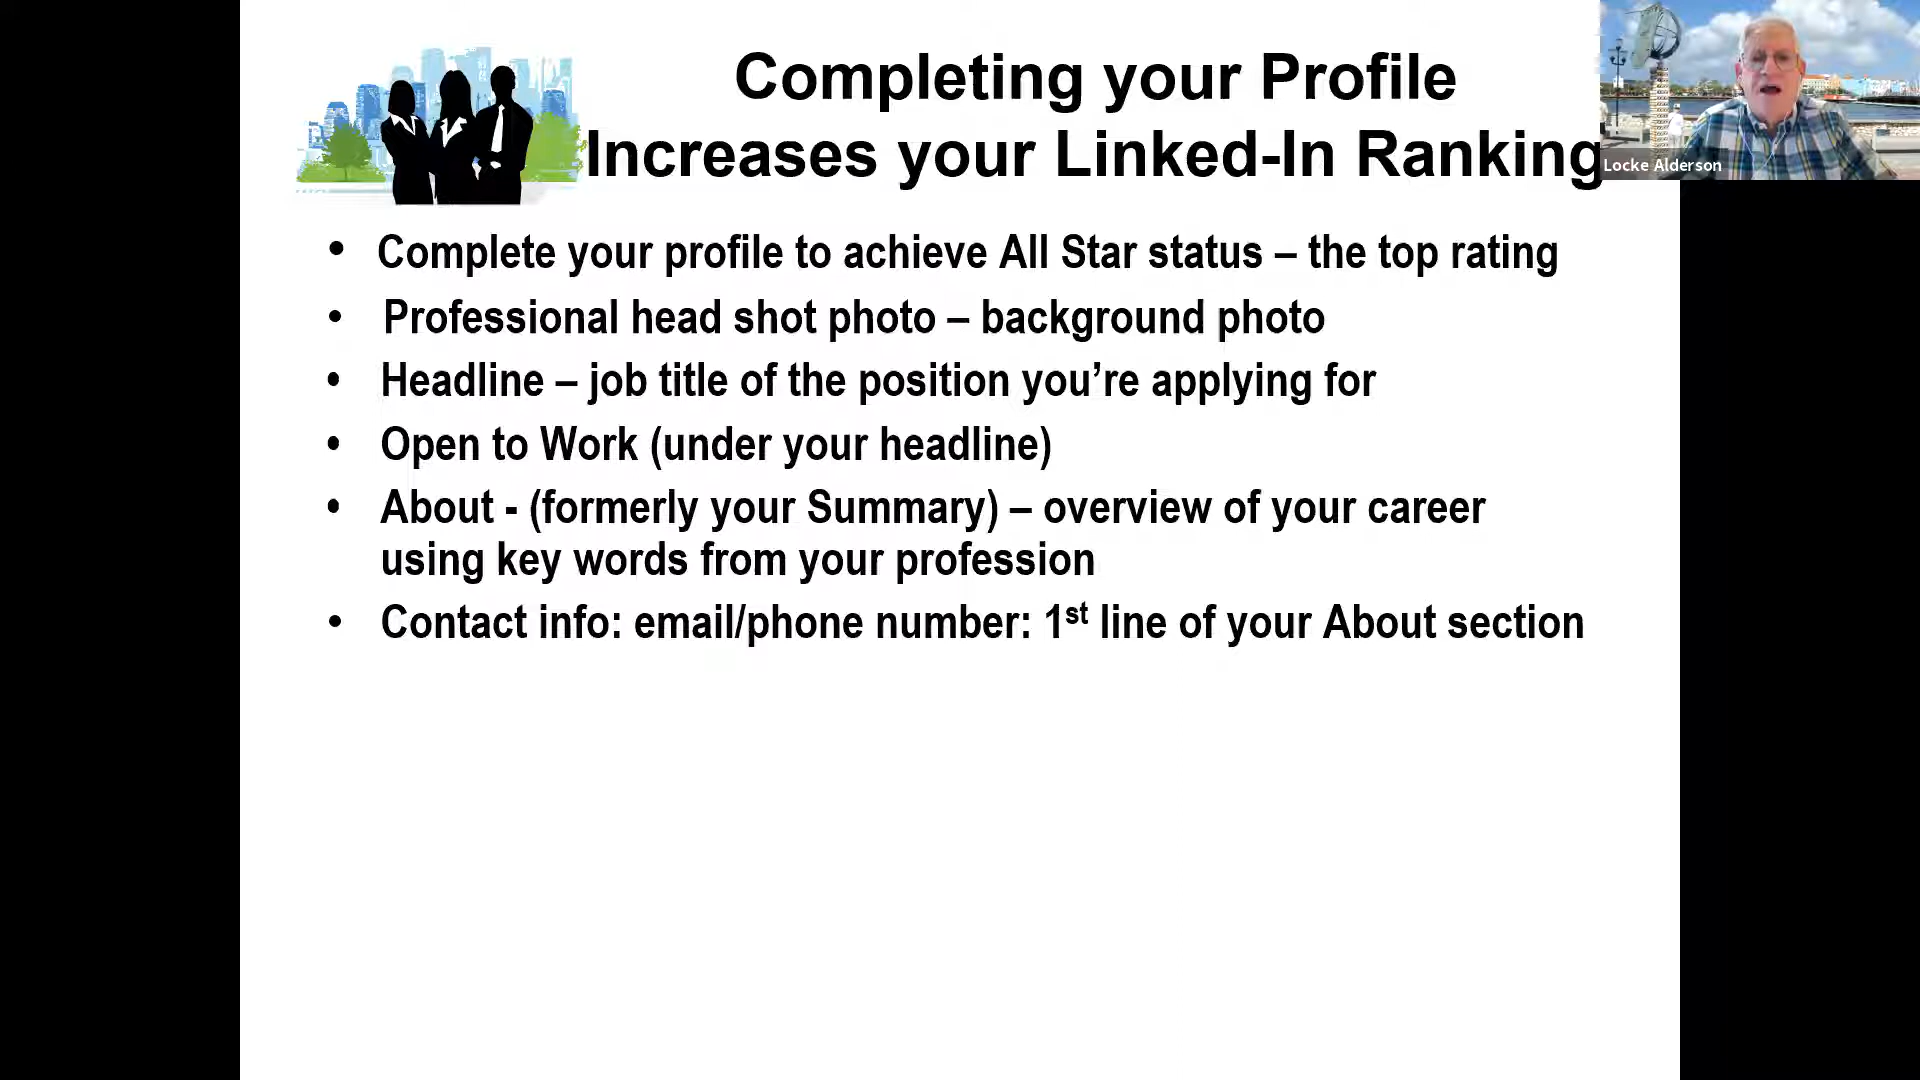 Completing your Profile
Increases your Linked-In Ranking
Locke Alderson
• Complete your profile to achieve All Star status – the top rating
• Professional head shot photo – background photo
• Headline – job title of the position you’re applying for
• Open to Work (under your headline)
• About - (formerly your Summary) – overview of your career
using key words from your profession
• Contact info: email/phone number: 1st line of your About section